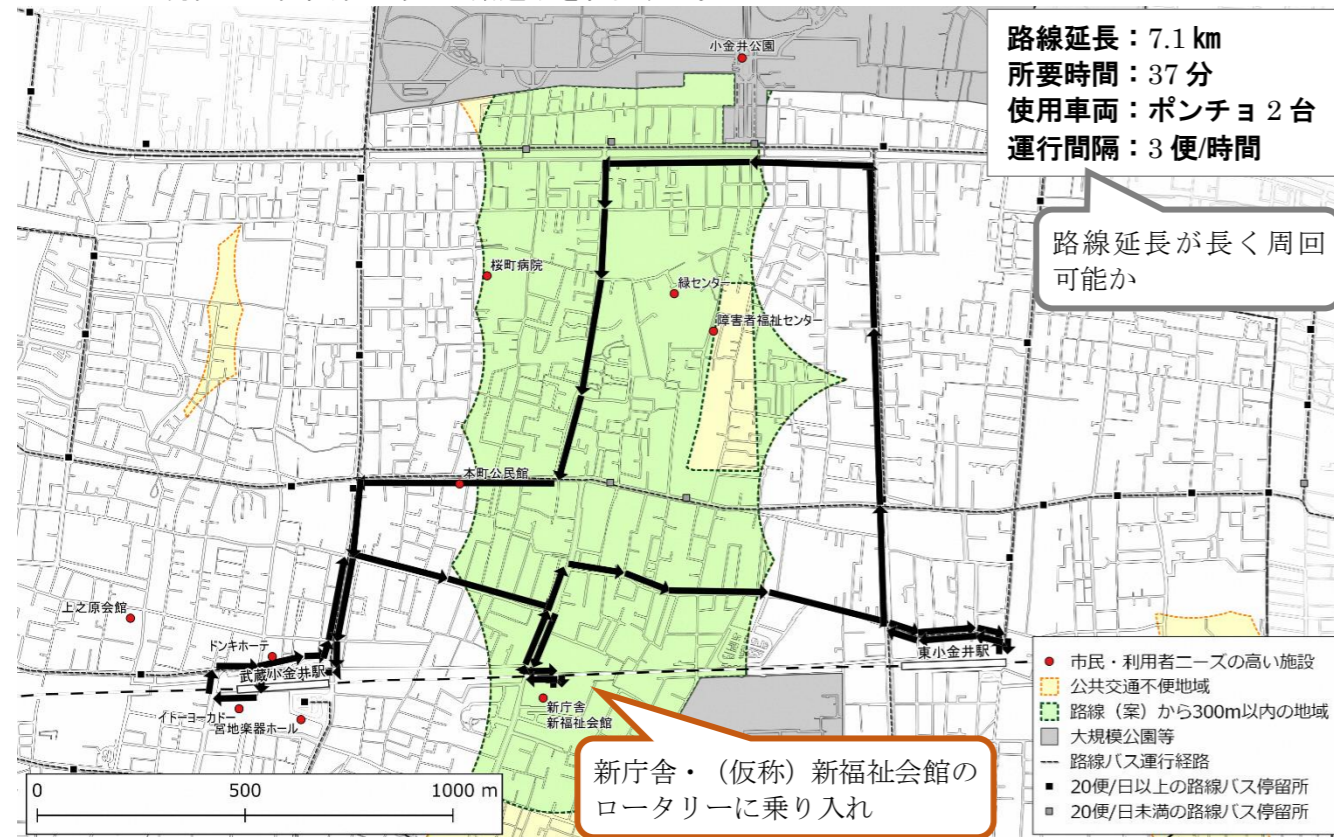 小金井公園
路線延長：7.1 km
所要時間：37 分
使用車両：ポンチョ 2 台
運行間隔：3 便/時間
路線延長が長く周回
可能か
桜町病院
緑センター
障害者福祉センター
本町公民館
上之原会館
ドンキホーテ
武蔵小金井駅
東小金井駅
イトーヨーカドー
宮地楽器ホール
新庁舎
新福祉会館
新庁舎・（仮称）新福祉会館の
ロータリーに乗り入れ
市民・利用者ニーズの高い施設
公共交通不便地域
路線（案）から300m以内の地域
大規模公園等
路線バス運行経路
20便/日以上の路線バス停留所
20便/日未満の路線バス停留所
0 500 1000 m